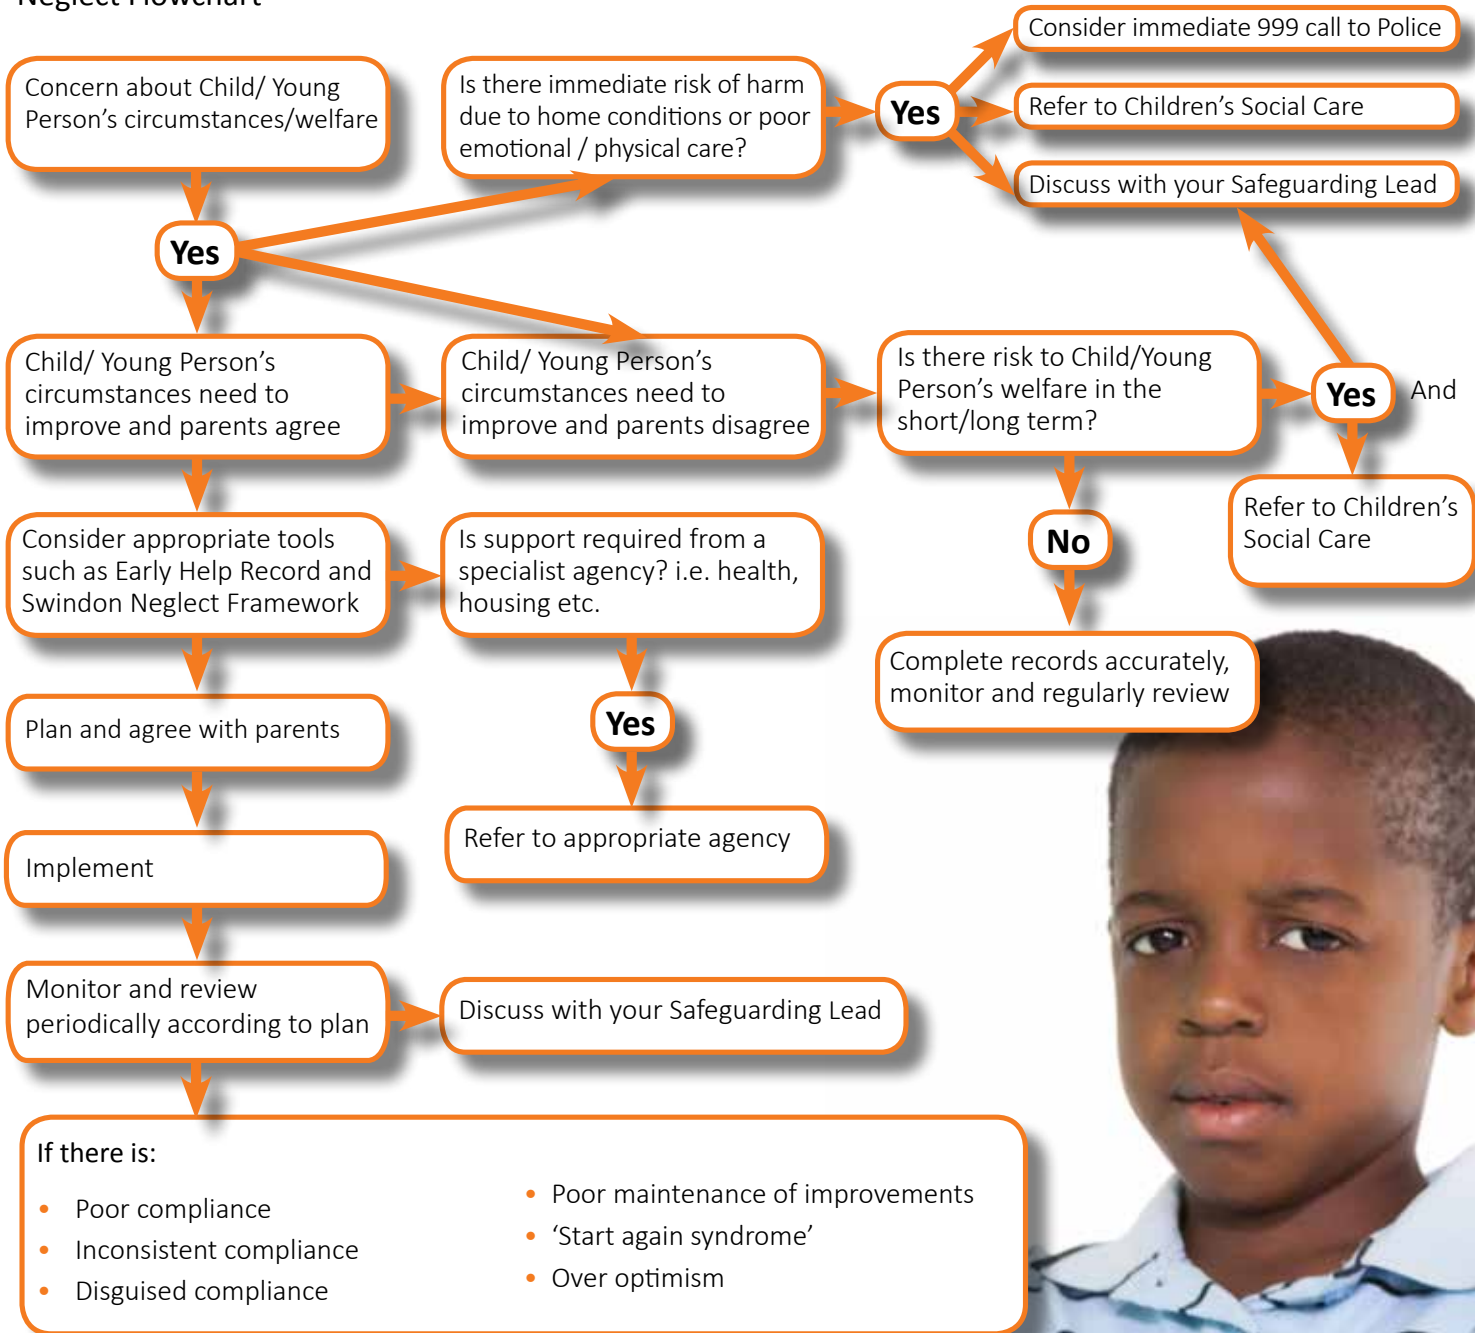 Neglect Flowchart
Concern about Child/ Young
Person's circumstances/welfare
Is there immediate risk of harm
due to home conditions or poor
emotional / physical care?
Yes
Consider immediate 999 call to Police
Refer to Children's Social Care
Discuss with your Safeguarding Lead
Yes
Child/ Young Person's
circumstances need to
improve and parents agree
Child/ Young Person's
circumstances need to
improve and parents disagree
Is there risk to Child/Young
Person's welfare in the
short/long term?
Yes And
Refer to Children's
Social Care
No
Complete records accurately,
monitor and regularly review
Consider appropriate tools
such as Early Help Record and
Swindon Neglect Framework
Is support required from a
specialist agency? i.e. health,
housing etc.
Yes
Refer to appropriate agency
Plan and agree with parents
Implement
Monitor and review
periodically according to plan
Discuss with your Safeguarding Lead
If there is:
• Poor compliance
• Inconsistent compliance
• Disguised compliance
• Poor maintenance of improvements
• ‘Start again syndrome’
• Over optimism